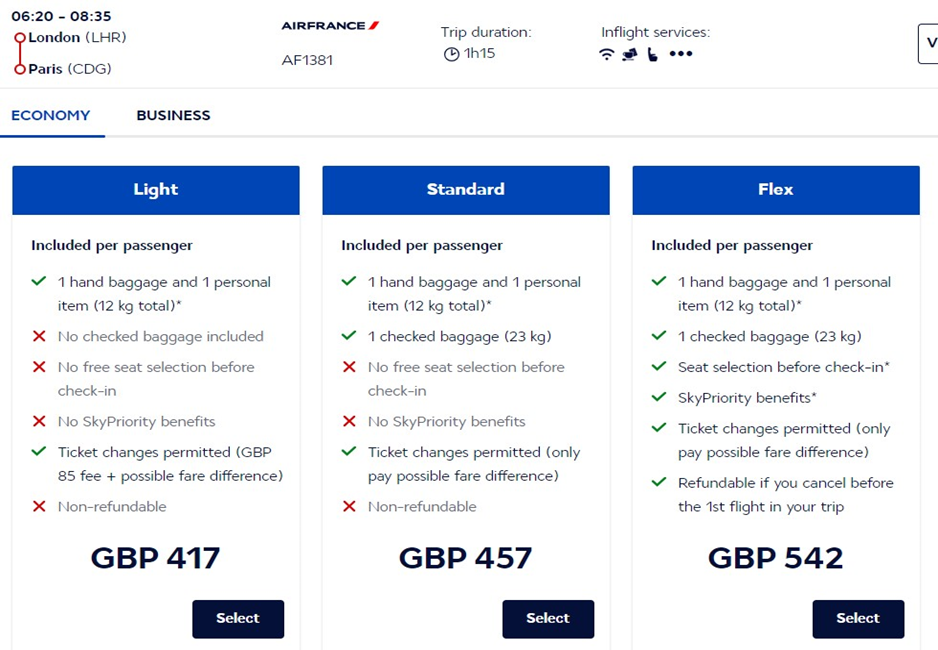 06:20 - 08:35
London (LHR)
Paris (CDG)
AIRFRANCE
AF1381
Trip duration:
1h15
Inflight services:
V
ECONOMY
BUSINESS
Light
Included per passenger
1 hand baggage and 1 personal
item (12 kg total)*
No checked baggage included
No free seat selection before
check-in
No SkyPriority benefits
Ticket changes permitted (GBP
85 fee + possible fare difference)
Non-refundable
GBP 417
Select
Standard
Included per passenger
1 hand baggage and 1 personal
item (12 kg total)*
1 checked baggage (23 kg)
No free seat selection before
check-in
No SkyPriority benefits
Ticket changes permitted (only
pay possible fare difference)
Non-refundable
GBP 457
Select
Flex
Included per passenger
1 hand baggage and 1 personal
item (12 kg total)*
1 checked baggage (23 kg)
Seat selection before check-in*
SkyPriority benefits*
Ticket changes permitted (only
pay possible fare difference)
Refundable if you cancel before
the 1st flight in your trip
GBP 542
Select